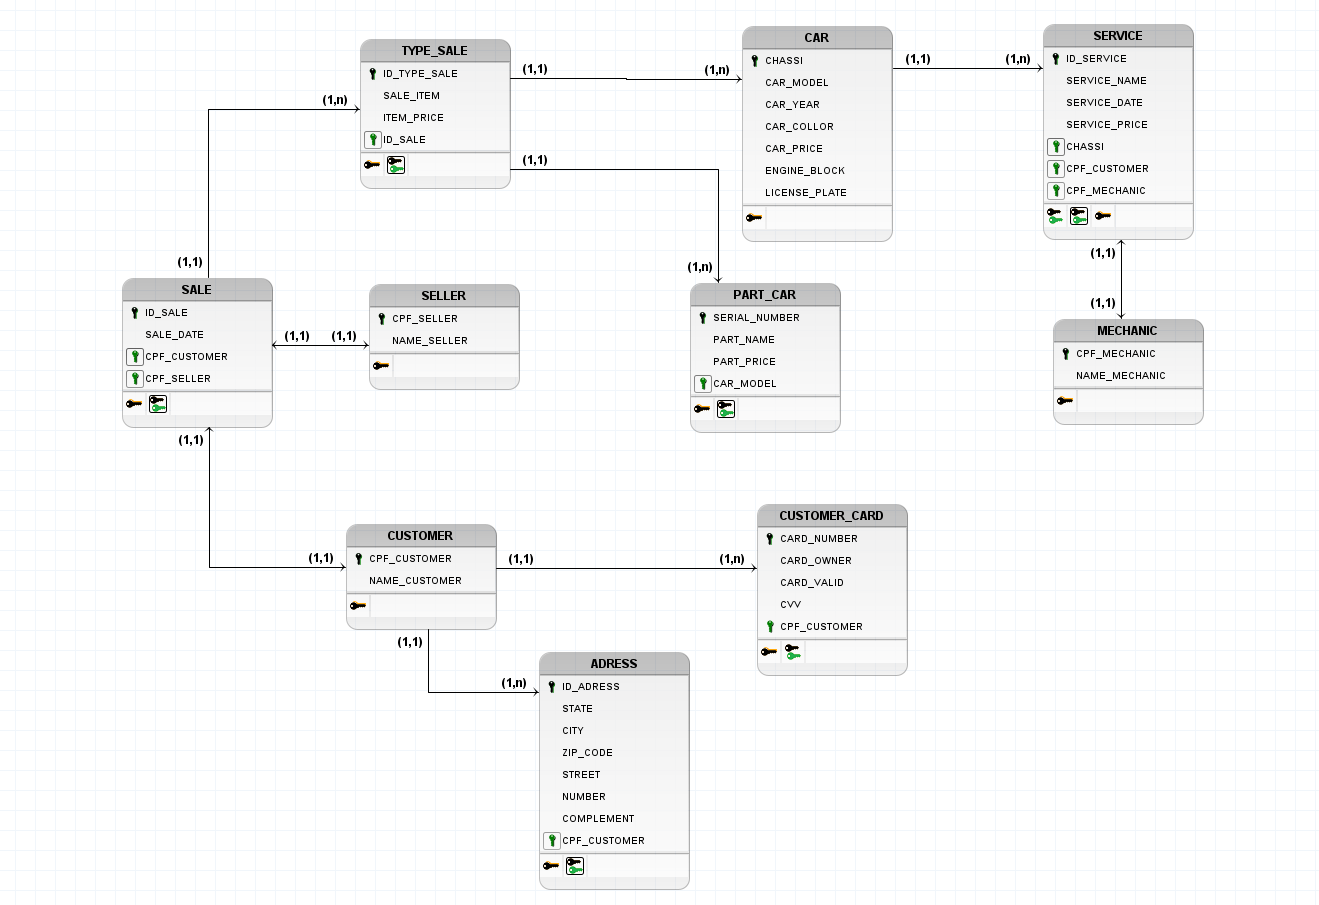 TYPE_SALE
ID_TYPE_SALE
SALE_ITEM
ITEM_PRICE
ID_SALE
(1,1)
(1,n)
(1,1)
(1,n)
(1,1)
(1,n)
CAR
CHASSI
CAR_MODEL
CAR_YEAR
CAR_COLLOR
CAR_PRICE
ENGINE_BLOCK
LICENSE_PLATE
(1,1)
(1,n)
SERVICE
ID_SERVICE
SERVICE_NAME
SERVICE_DATE
SERVICE_PRICE
CHASSI
CPF_CUSTOMER
CPF_MECHANIC
(1,1)
(1,1)
MECHANIC
CPF_MECHANIC
NAME_MECHANIC
SALE
ID_SALE
SALE_DATE
CPF_CUSTOMER
CPF_SELLER
(1,1)
(1,1)
SELLER
CPF_SELLER
NAME_SELLER
PART_CAR
SERIAL_NUMBER
PART_NAME
PART_PRICE
CAR_MODEL
(1,1)
(1,1)
CUSTOMER
CPF_CUSTOMER
NAME_CUSTOMER
(1,1)
(1,n)
CUSTOMER_CARD
CARD_NUMBER
CARD_OWNER
CARD_VALID
CVV
CPF_CUSTOMER
(1,1)
(1,n)
ADRESS
ID_ADRESS
STATE
CITY
ZIP_CODE
STREET
NUMBER
COMPLEMENT
CPF_CUSTOMER